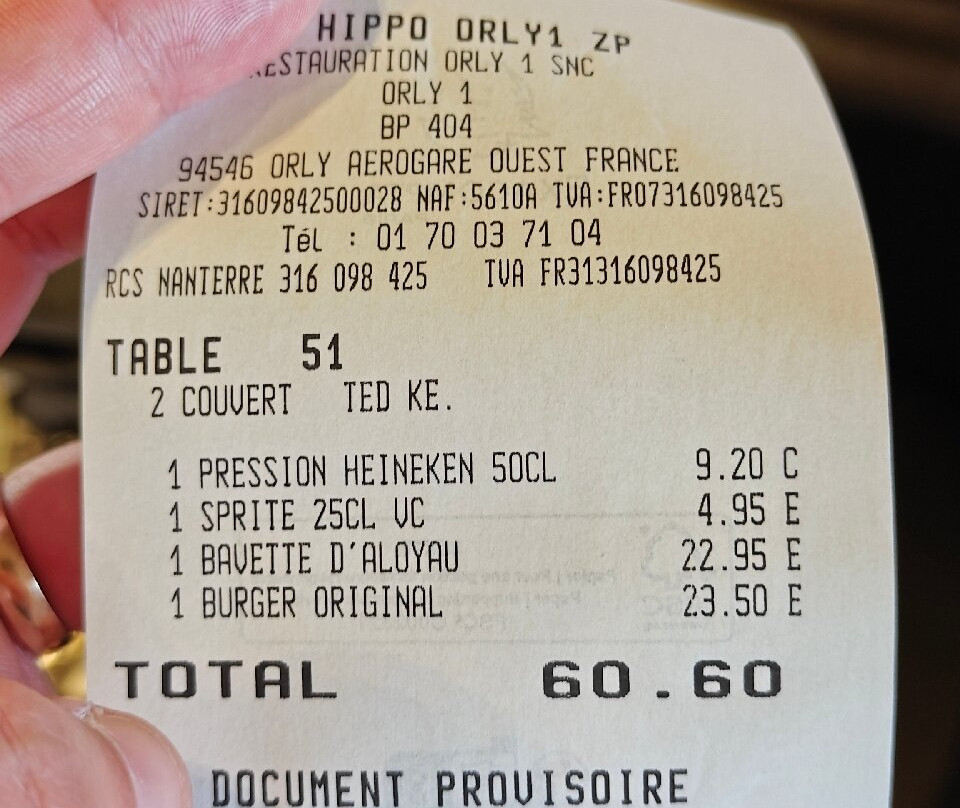 HIPPO ORLY1 ZP
RESTAURATION ORLY 1 SNC
ORLY 1
BP 404
94546 ORLY AEROGARE OUEST FRANCE
SIRET:31609842500028 NAF:5610A TVA:FR07316098425
Tél : 01 70 03 71 04
RCS NANTERRE 316 098 425 TVA FR31316098425
TABLE 51
2 COUVERT TED KE.
1 PRESSION HEINEKEN 50CL 9.20 C
1 SPRITE 25CL VC 4.95 E
1 BAVETTE D'ALOYAU 22.95 E
1 BURGER ORIGINAL 23.50 E
TOTAL 60.60
DOCUMENT PROVISOIRE